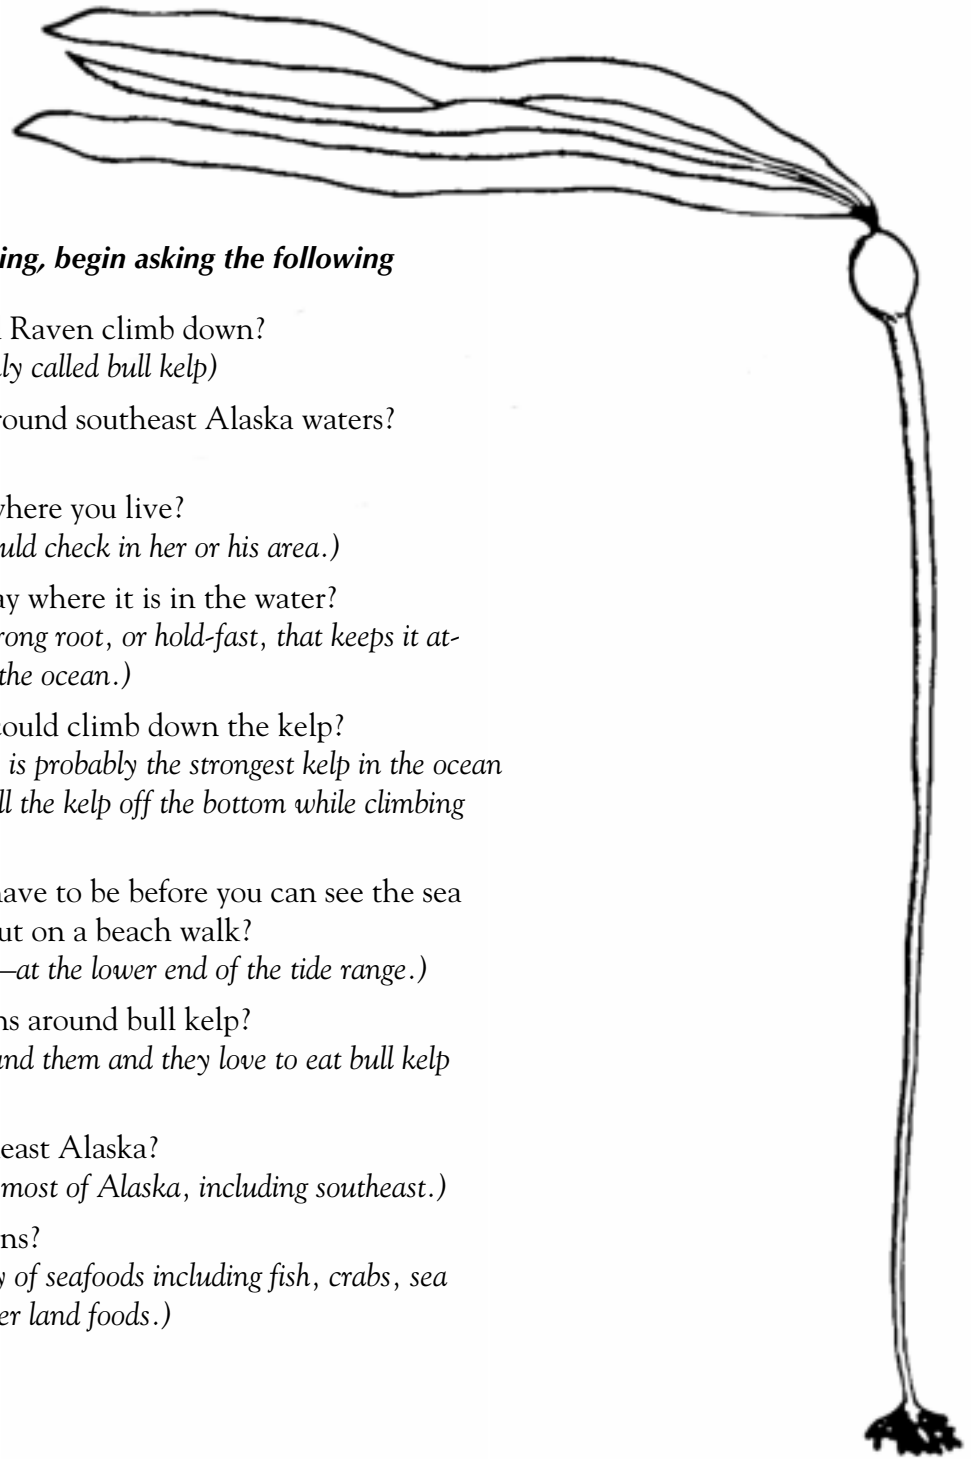 ing, begin asking the following
Raven climb down?
ly called bull kelp)
round southeast Alaska waters?
where you live?
uld check in her or his area.)
ay where it is in the water?
rong root, or hold-fast, that keeps it at-
the ocean.)
could climb down the kelp?
is probably the strongest kelp in the ocean
ll the kelp off the bottom while climbing
have to be before you can see the sea
ut on a beach walk?
—at the lower end of the tide range.)
ns around bull kelp?
und them and they love to eat bull kelp
east Alaska?
most of Alaska, including southeast.)
ns?
y of seafoods including fish, crabs, sea
er land foods.)